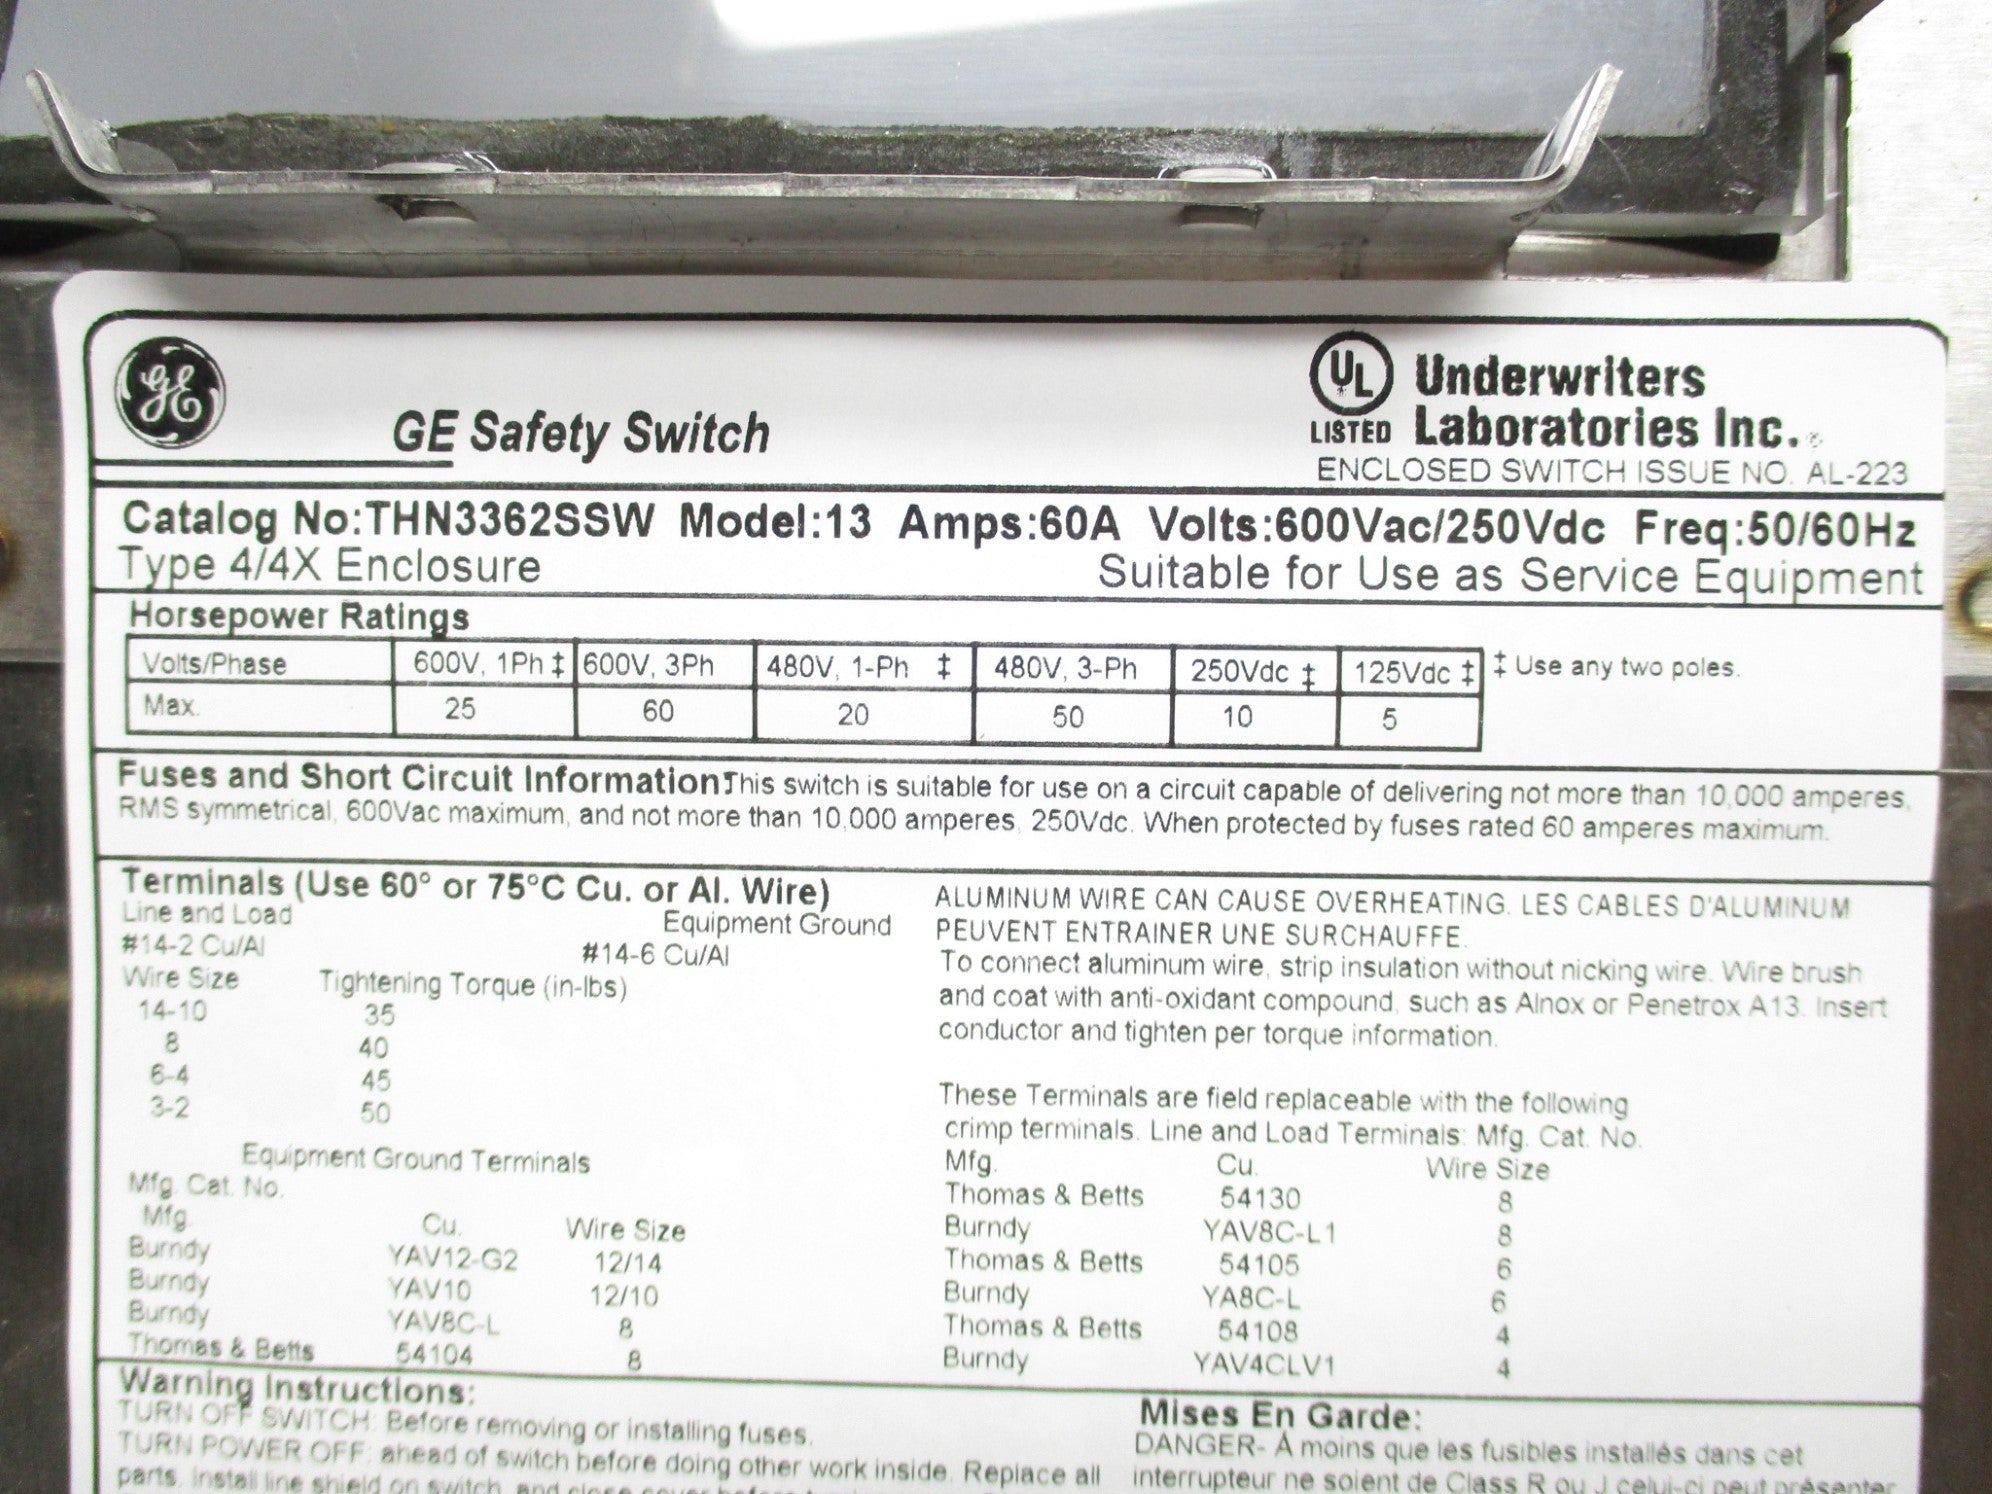 GE
GE Safety Switch
UL
LISTED
Underwriters
Laboratories Inc.
ENCLOSED SWITCH ISSUE NO. AL-223
Catalog No:THN3362SSW Model:13 Amps:60A Volts:600Vac/250Vdc Freq:50/60Hz
Type 4/4X Enclosure Suitable for Use as Service Equipment
Horsepower Ratings
Volts/Phase 600V, 1Ph ‡ 600V, 3Ph 480V, 1-Ph ‡ 480V, 3-Ph 250Vdc ‡ 125Vdc ‡ ‡ Use any two poles.
Max. 25 60 20 50 10 5
Fuses and Short Circuit Information This switch is suitable for use on a circuit capable of delivering not more than 10,000 amperes,
RMS symmetrical, 600Vac maximum, and not more than 10,000 amperes, 250Vdc. When protected by fuses rated 60 amperes maximum.
Terminals (Use 60° or 75°C Cu. or Al. Wire)
Line and Load Equipment Ground
#14-2 Cu/Al #14-6 Cu/Al
Wire Size Tightening Torque (in-lbs)
14-10 35
8 40
6-4 45
3-2 50
Equipment Ground Terminals
Mfg. Cat. No.
Mfg. Cu. Wire Size
Burndy YAV12-G2 12/14
Burndy YAV10 12/10
Burndy YAV8C-L 8
Thomas & Betts 54104 8
ALUMINUM WIRE CAN CAUSE OVERHEATING. LES CABLES D'ALUMINUM
PEUVENT ENTRAINER UNE SURCHAUFFE.
To connect aluminum wire, strip insulation without nicking wire. Wire brush
and coat with anti-oxidant compound, such as Alnox or Penetrox A13. Insert
conductor and tighten per torque information.
These Terminals are field replaceable with the following
crimp terminals. Line and Load Terminals: Mfg. Cat. No.
Mfg. Cu. Wire Size
Thomas & Betts 54130 8
Burndy YAV8C-L1 8
Thomas & Betts 54105 6
Burndy YA8C-L 6
Thomas & Betts 54108 4
Burndy YAV4CLV1 4
Warning Instructions:
TURN OFF SWITCH: Before removing or installing fuses.
TURN POWER OFF: ahead of switch before doing other work inside. Replace all
parts. Install line shield on switch, and close cover before
Mises En Garde:
DANGER- A moins que les fusibles installés dans cet
interrupteur ne soient de Class R ou J celui-ci peut présenter